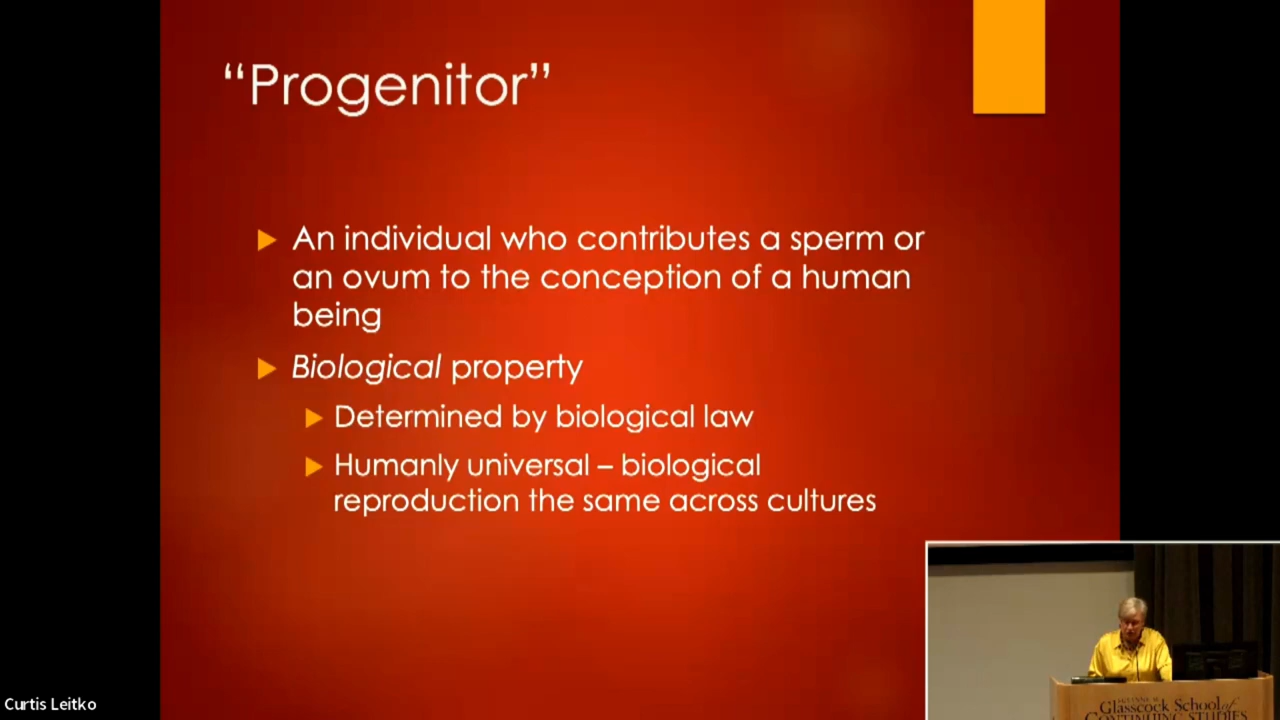 “Progenitor”
An individual who contributes a sperm or
an ovum to the conception of a human
being
Biological property
Determined by biological law
Humanly universal – biological
reproduction the same across cultures
Curtis Leitko
Glasscock School of
CONTINUING STUDIES